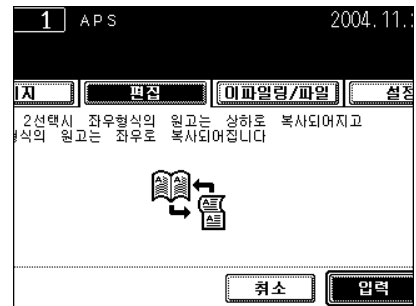 1 APS 2004.11.
지 편집 이파일링/파일 설정
2선택시 좌우형식의 원고는 상하로 복사되어지고
형식의 원고는 좌우로 복사되어집니다
취소 입력